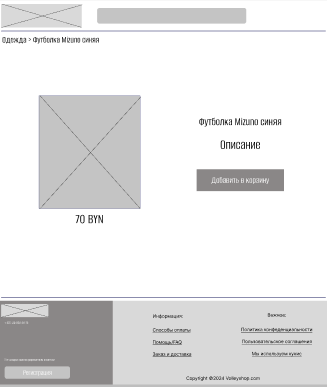 Одежда > Футболка Mizuno синяя
Футболка Mizuno синяя
Описание
Добавить в корзину
70 BYN
Информация:
Способы оплаты
Помощь/FAQ
Заказ и доставка
Важное:
Политика конфиденциальности
Пользовательское соглашения
Мы используем куки
Регистрация
Copyright ©2024 Volleyshop.com